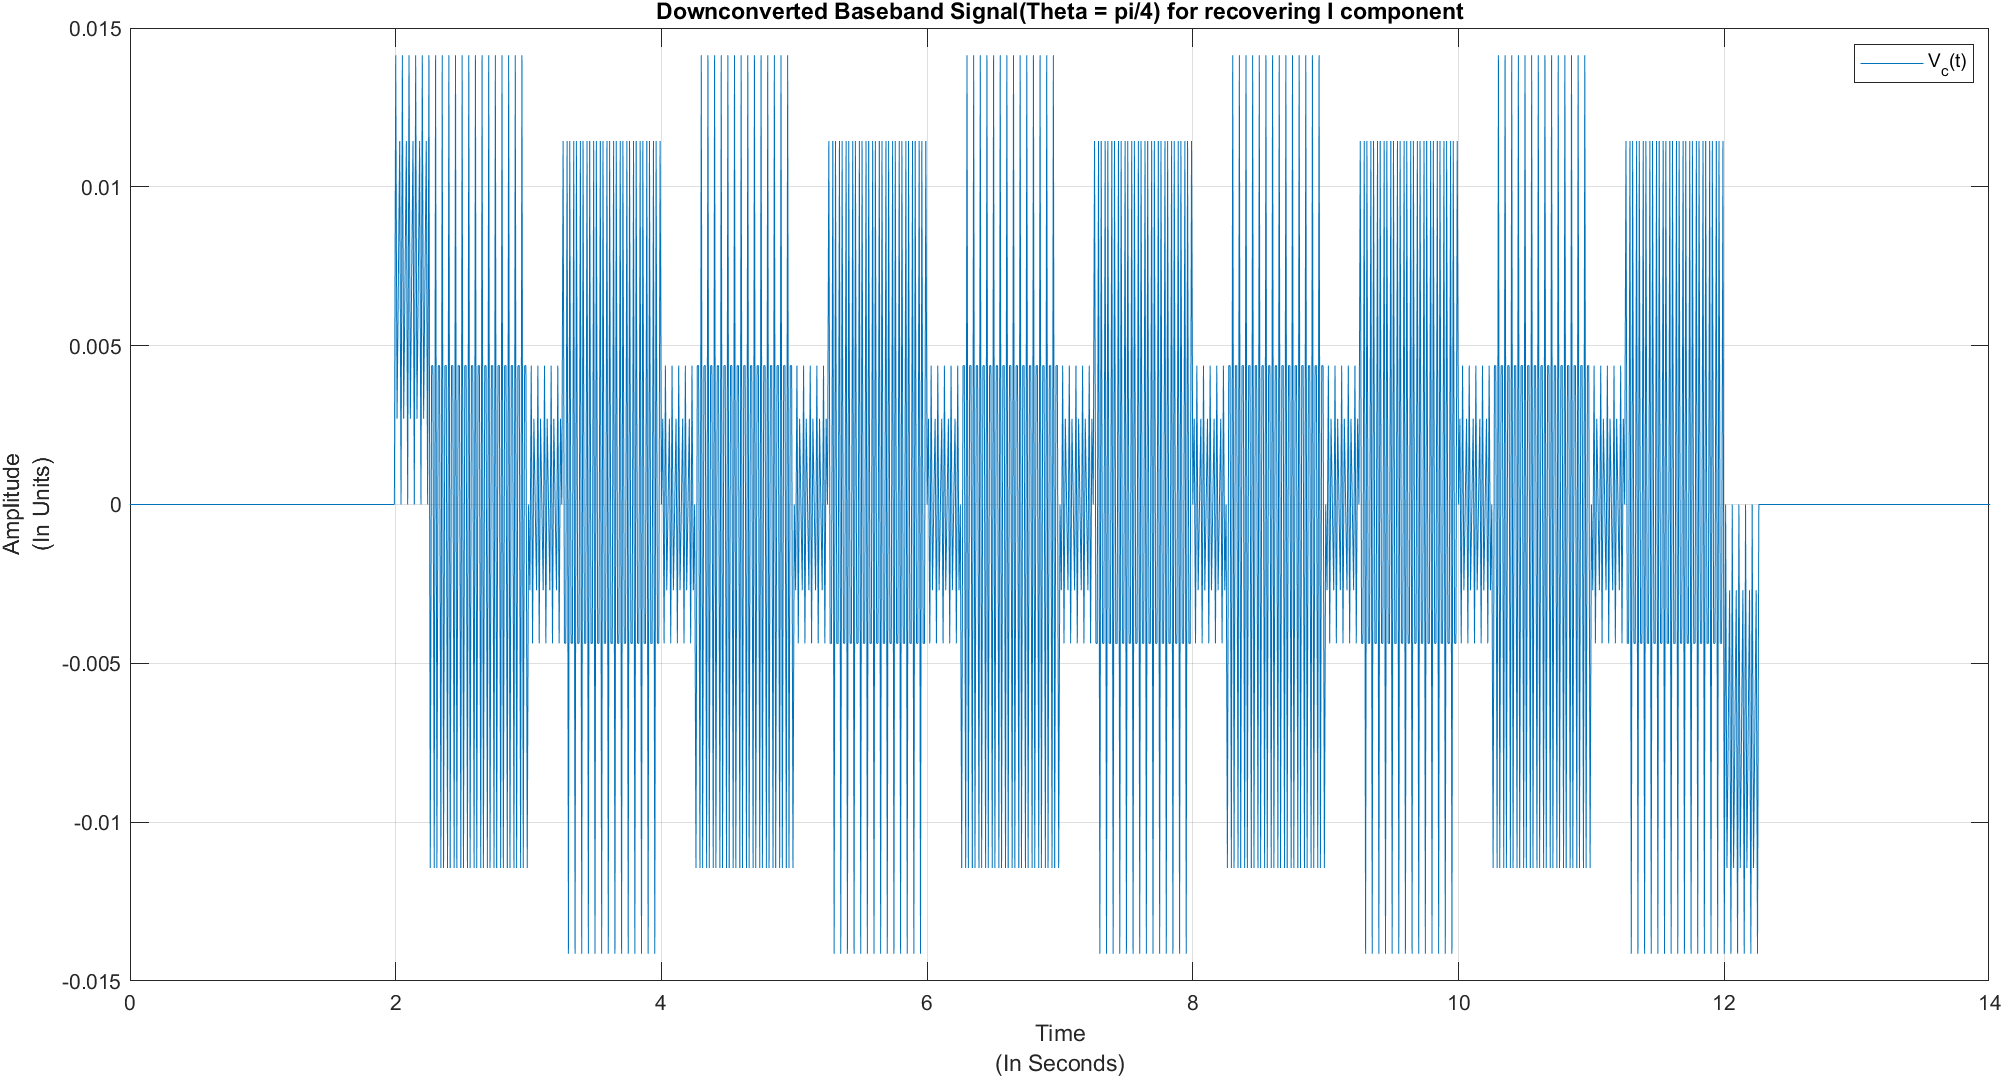 Downconverted Baseband Signal(Theta = pi/4) for recovering I component
V_c(t)
0.015
0.01
0.005
0
-0.005
-0.01
-0.015
Amplitude
(In Units)
0 2 4 6 8 10 12 14
Time
(In Seconds)